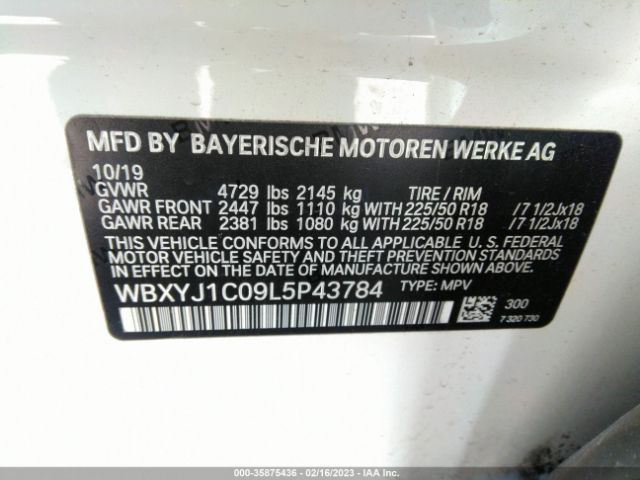 MFD BY BAYERISCHE MOTOREN WERKE AG
10/19
GVWR 4729 lbs 2145 kg TIRE / RIM
GAWR FRONT 2447 lbs 1110 kg WITH 225/50 R18 /7 1/2Jx18
GAWR REAR 2381 lbs 1080 kg WITH 225/50 R18 /7 1/2Jx18
THIS VEHICLE CONFORMS TO ALL APPLICABLE U. S. FEDERAL
MOTOR VEHICLE SAFETY AND THEFT PREVENTION STANDARDS
IN EFFECT ON THE DATE OF MANUFACTURE SHOWN ABOVE.
WBXYJ1C09L5P43784 TYPE: MPV
300
7 320 730
000-35875436 - 02/16/2023 - IAA Inc.